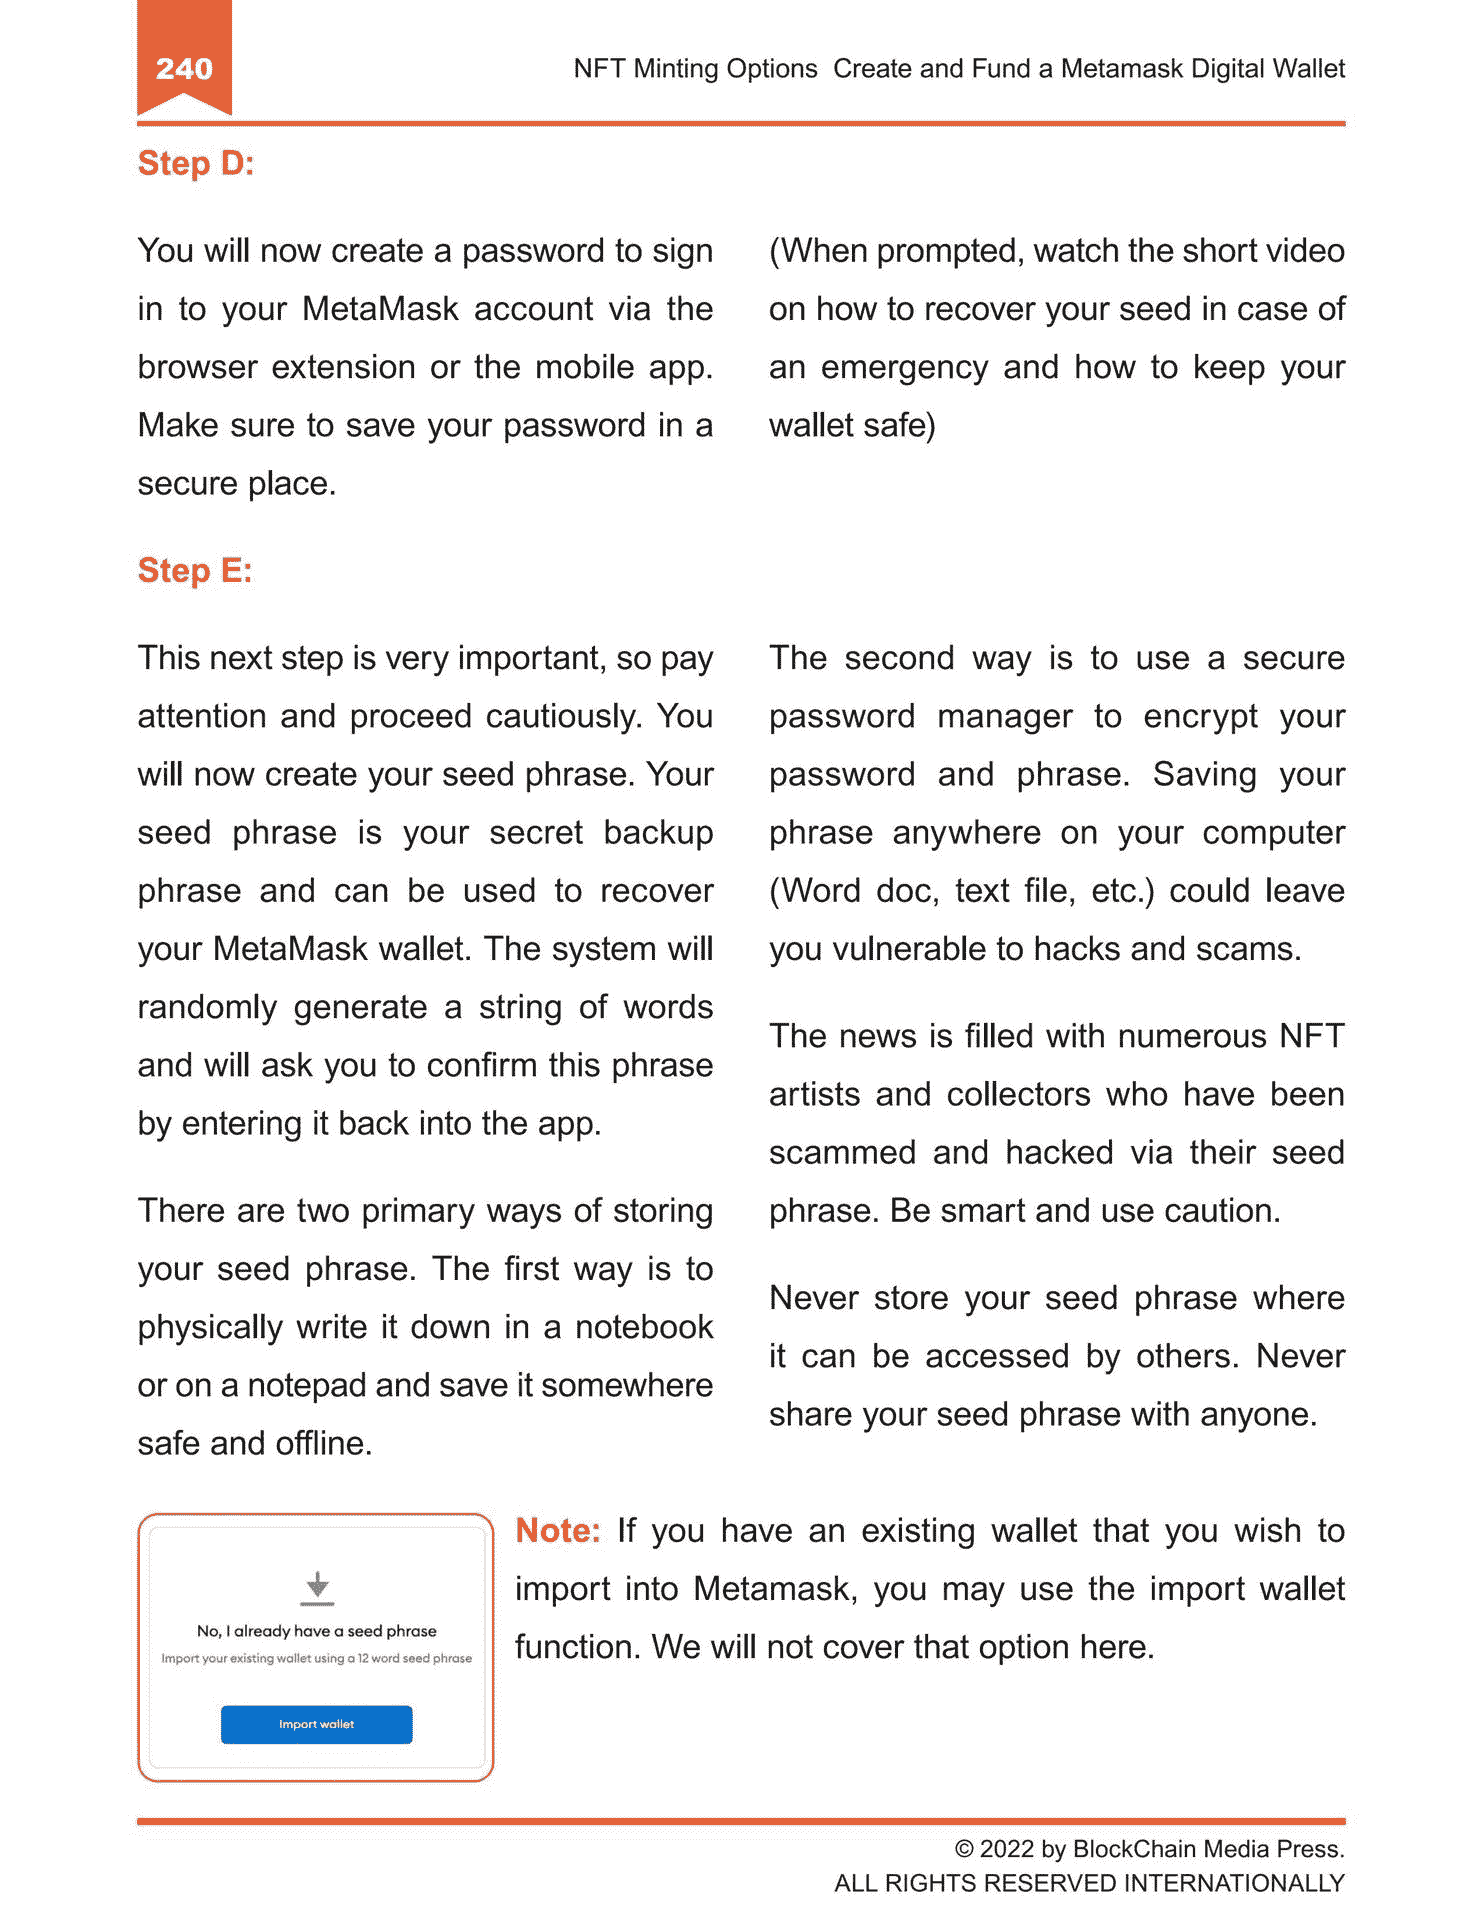 240
NFT Minting Options  Create and Fund a Metamask Digital Wallet
Step D:
You will now create a password to sign
in to your MetaMask account via the
browser extension or the mobile app.
Make sure to save your password in a
secure place.
(When prompted, watch the short video
on how to recover your seed in case of
an emergency and how to keep your
wallet safe)
Step E:
This next step is very important, so pay
attention and proceed cautiously. You
will now create your seed phrase. Your
seed phrase is your secret backup
phrase and can be used to recover
your MetaMask wallet. The system will
randomly generate a string of words
and will ask you to confirm this phrase
by entering it back into the app.
There are two primary ways of storing
your seed phrase. The first way is to
physically write it down in a notebook
or on a notepad and save it somewhere
safe and offline.
The second way is to use a secure
password manager to encrypt your
password and phrase. Saving your
phrase anywhere on your computer
(Word doc, text file, etc.) could leave
you vulnerable to hacks and scams.
The news is filled with numerous NFT
artists and collectors who have been
scammed and hacked via their seed
phrase. Be smart and use caution.
Never store your seed phrase where
it can be accessed by others. Never
share your seed phrase with anyone.
No, I already have a seed phrase
Import your existing wallet using a 12 word seed phrase
Import wallet
Note: If you have an existing wallet that you wish to
import into Metamask, you may use the import wallet
function. We will not cover that option here.
© 2022 by BlockChain Media Press.
ALL RIGHTS RESERVED INTERNATIONALLY